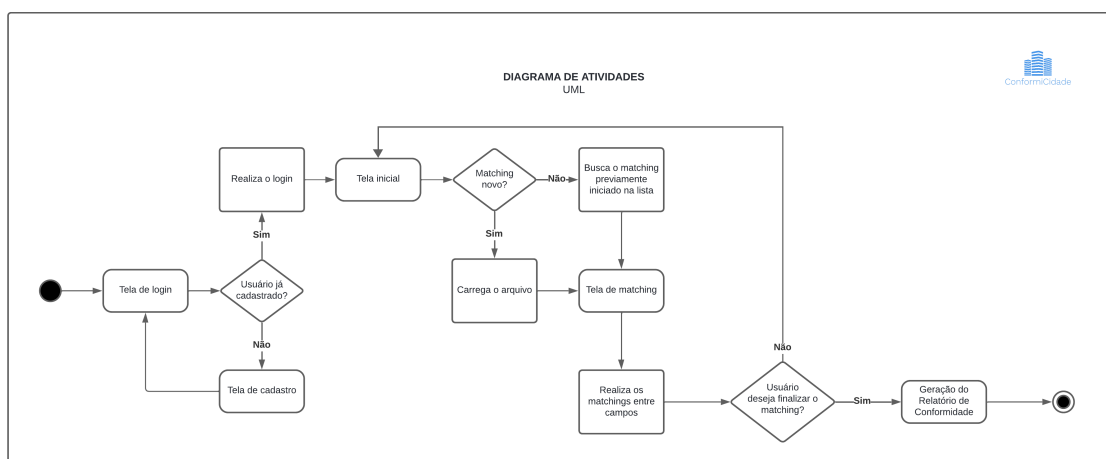 DIAGRAMA DE ATIVIDADES
UML
ConformiCidade
Realiza o login
Tela inicial
Matching
novo?
Não
Busca o matching
previamente
iniciado na lista
Sim
Sim
Tela de login
Usuário já
cadastrado?
Carrega o arquivo
Tela de matching
Não
Não
Tela de cadastro
Realiza os
matchings entre
campos
Usuário
deseja finalizar o
matching?
Sim
Geração do
Relatório de
Conformidade